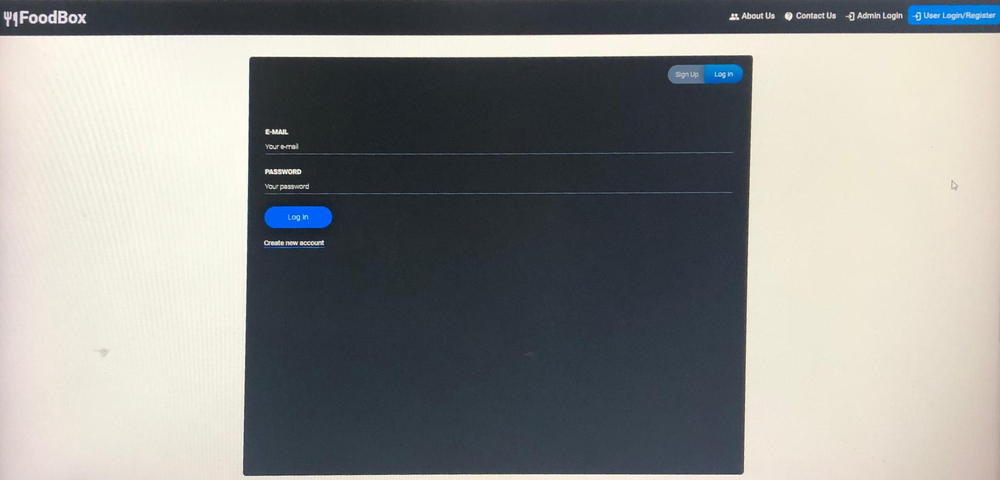 FoodBox
About Us Contact Us Admin Login User Login/Register
Sign Up Log In
E-MAIL
Your e-mail
PASSWORD
Your password
Log In
Create new account